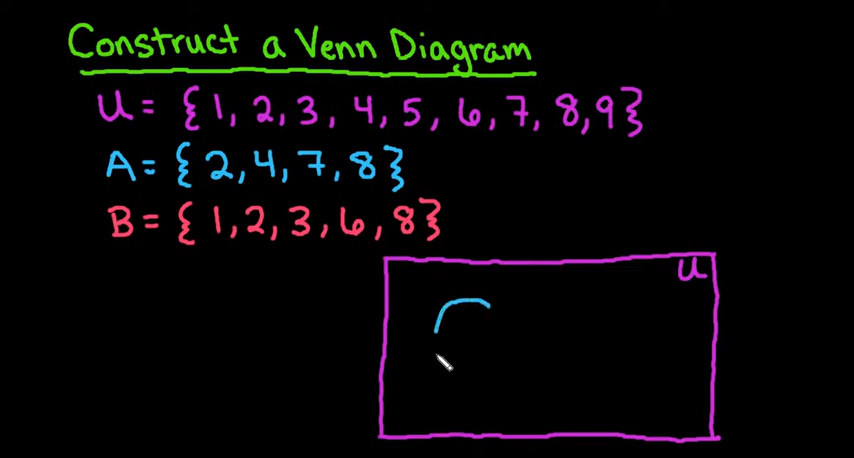 Construct a Venn Diagram
U = {1, 2, 3, 4, 5, 6, 7, 8, 9}
A = {2, 4, 7, 8}
B = {1, 2, 3, 6, 8}
U